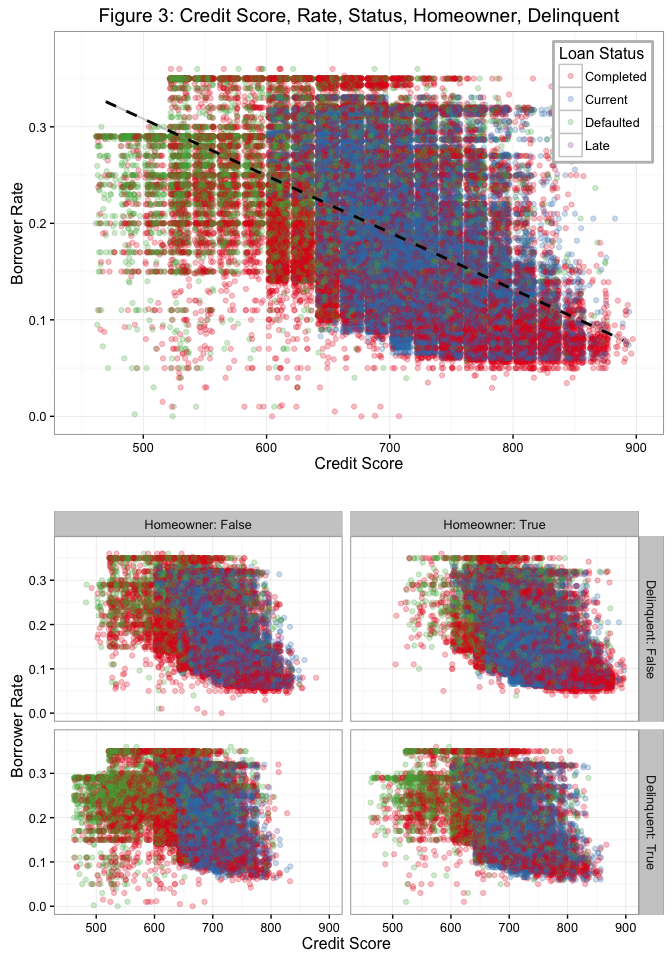 Figure 3: Credit Score, Rate, Status, Homeowner, Delinquent
Loan Status
Completed
Current
Defaulted
Late
Borrower Rate
0.3
0.2
0.1
0.0
500 600 700 800 900
Credit Score
Homeowner: False Homeowner: True
Borrower Rate
0.3
0.2
0.1
0.0
Delinquent: False
0.3
0.2
0.1
0.0
Delinquent: True
500 600 700 800 900 500 600 700 800 900
Credit Score